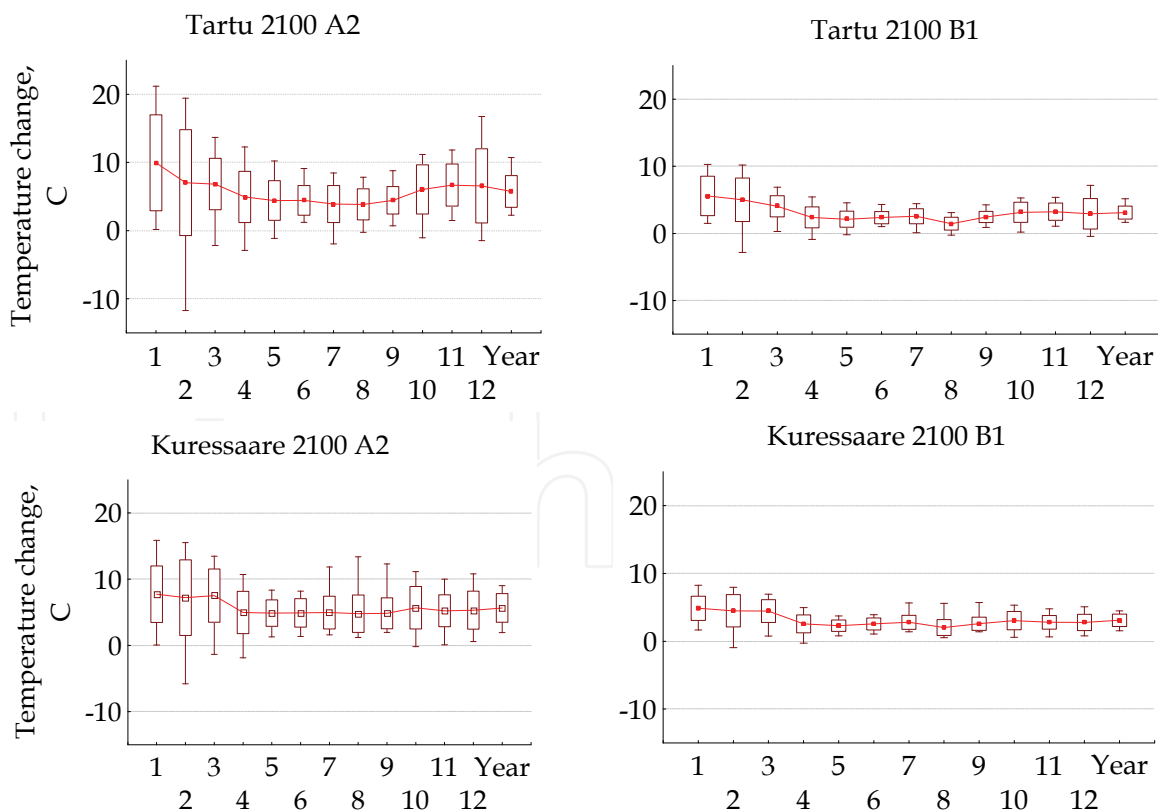 Tartu 2100 A2
Temperature change,
C
20
10
0
-10
1 3 5 7 9 11 Year
2 4 6 8 10 12
Tartu 2100 B1
20
10
0
-10
1 3 5 7 9 11 Year
2 4 6 8 10 12
Kuressaare 2100 A2
Temperature change,
C
20
10
0
-10
1 3 5 7 9 11 Year
2 4 6 8 10 12
Kuressaare 2100 B1
20
10
0
-10
1 3 5 7 9 11 Year
2 4 6 8 10 12